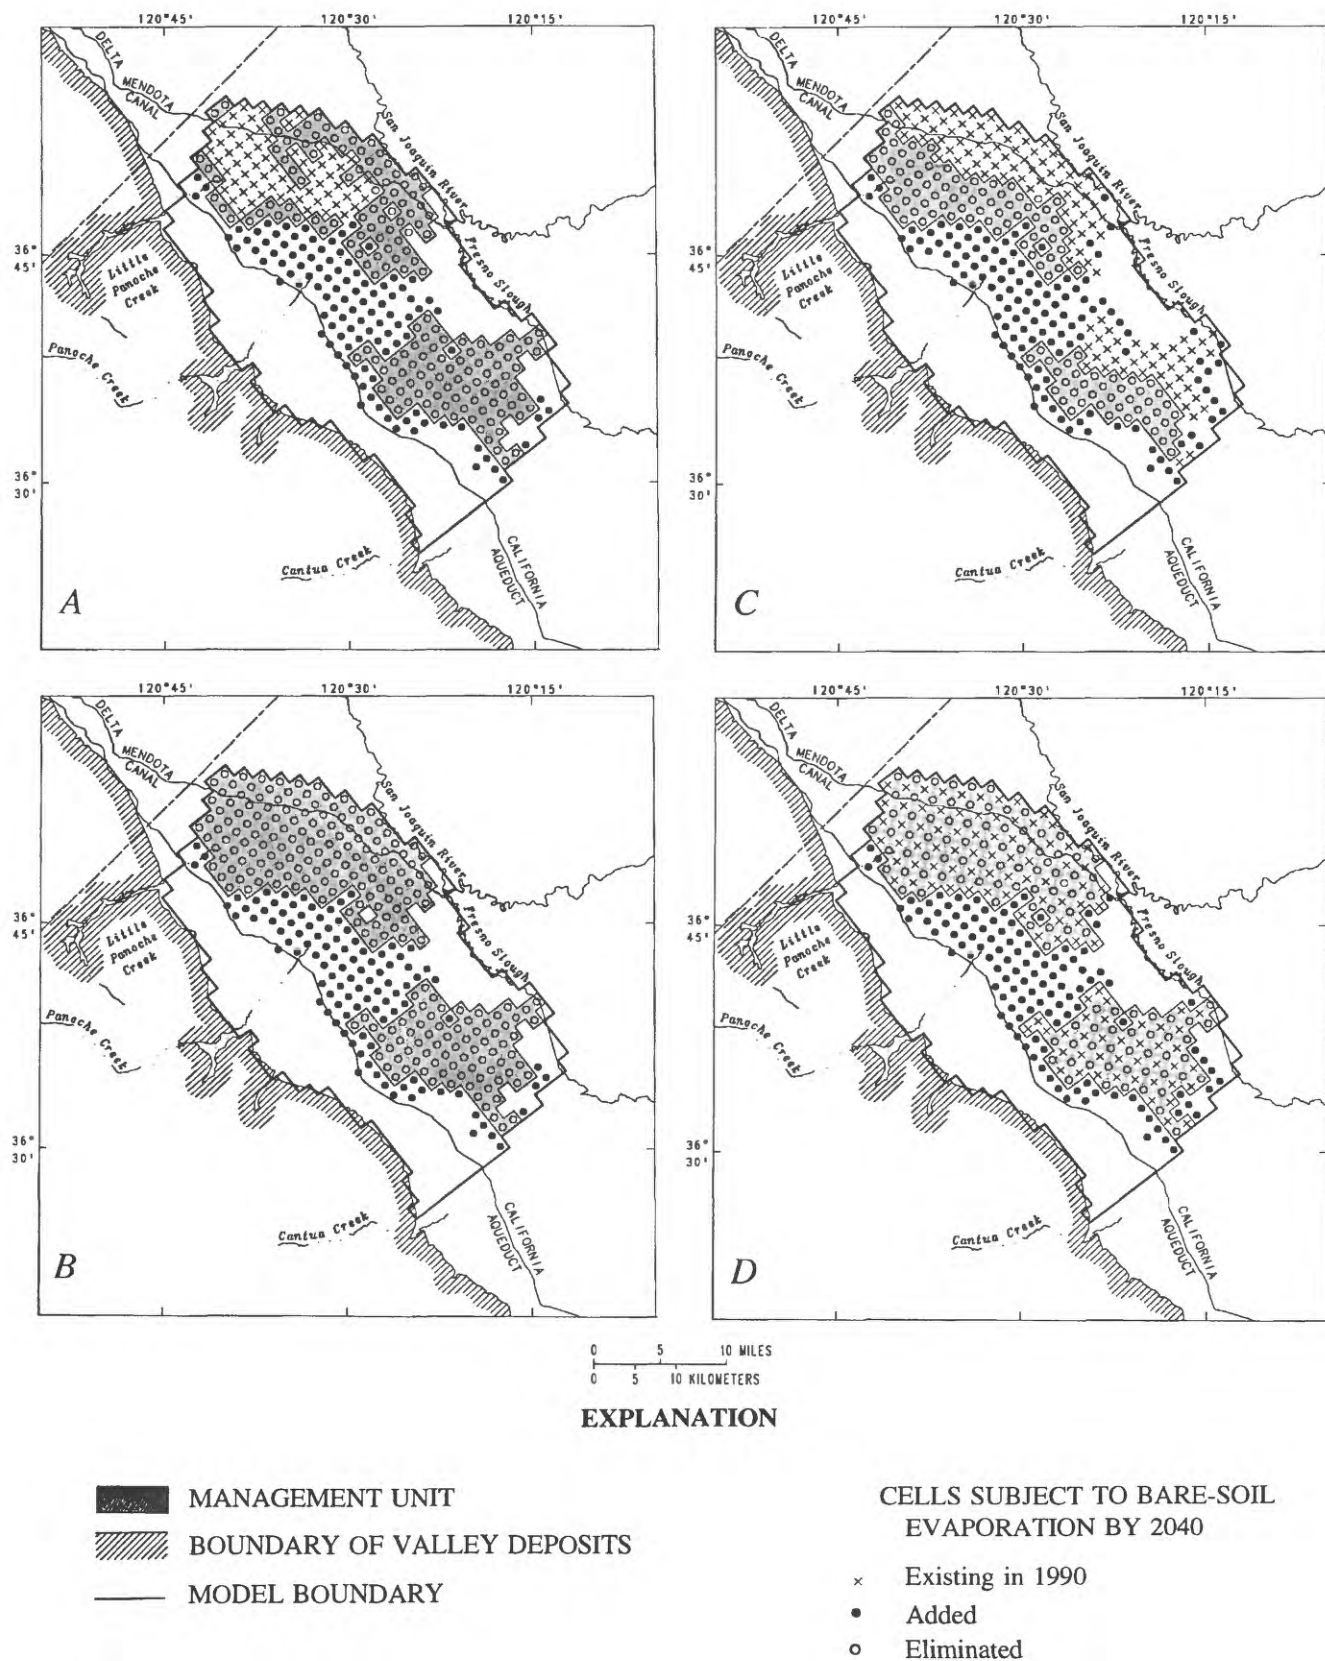 120°45' 120°30' 120°15'
DELTA
MENDOTA
CANAL
San Joaquin River
Fresno Slough
36°
45'
Little
Panoche
Creek
Panoche
Creek
36°
30'
Cantua Creek
CALIFORNIA
AQUEDUCT
A
120°45' 120°30' 120°15'
DELTA
MENDOTA
CANAL
San Joaquin River
Fresno Slough
36°
45'
Little
Panoche
Creek
Panoche
Creek
36°
30'
Cantua Creek
CALIFORNIA
AQUEDUCT
C
120°45' 120°30' 120°15'
DELTA
MENDOTA
CANAL
San Joaquin River
Fresno Slough
36°
45'
Little
Panoche
Creek
Panoche
Creek
36°
30'
Cantua Creek
CALIFORNIA
AQUEDUCT
B
120°45' 120°30' 120°15'
DELTA
MENDOTA
CANAL
San Joaquin River
Fresno Slough
36°
45'
Little
Panoche
Creek
Panoche
Creek
36°
30'
Cantua Creek
CALIFORNIA
AQUEDUCT
D
0 5 10 MILES
0 5 10 KILOMETERS
EXPLANATION
MANAGEMENT UNIT
BOUNDARY OF VALLEY DEPOSITS
MODEL BOUNDARY
CELLS SUBJECT TO BARE-SOIL
EVAPORATION BY 2040
Existing in 1990
Added
Eliminated